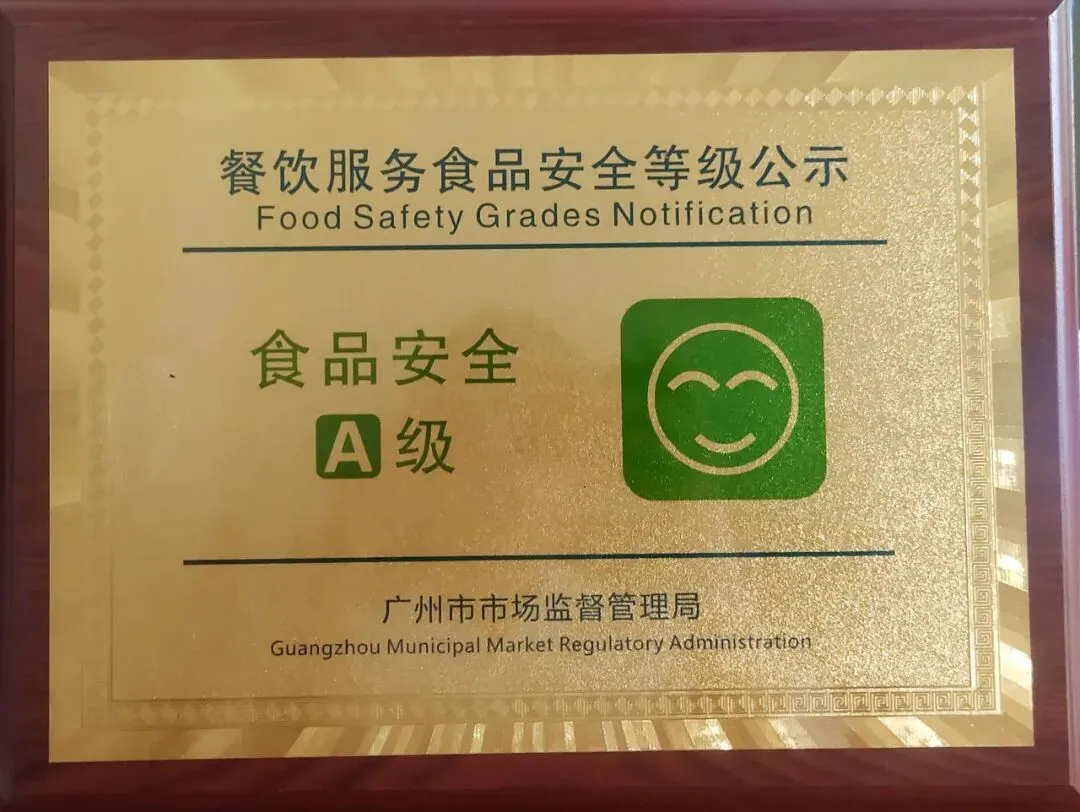 餐饮服务食品安全等级公示
Food Safety Grades Notification
食品安全
A级
广州市市场监督管理局
Guangzhou Municipal Market Regulatory Administration